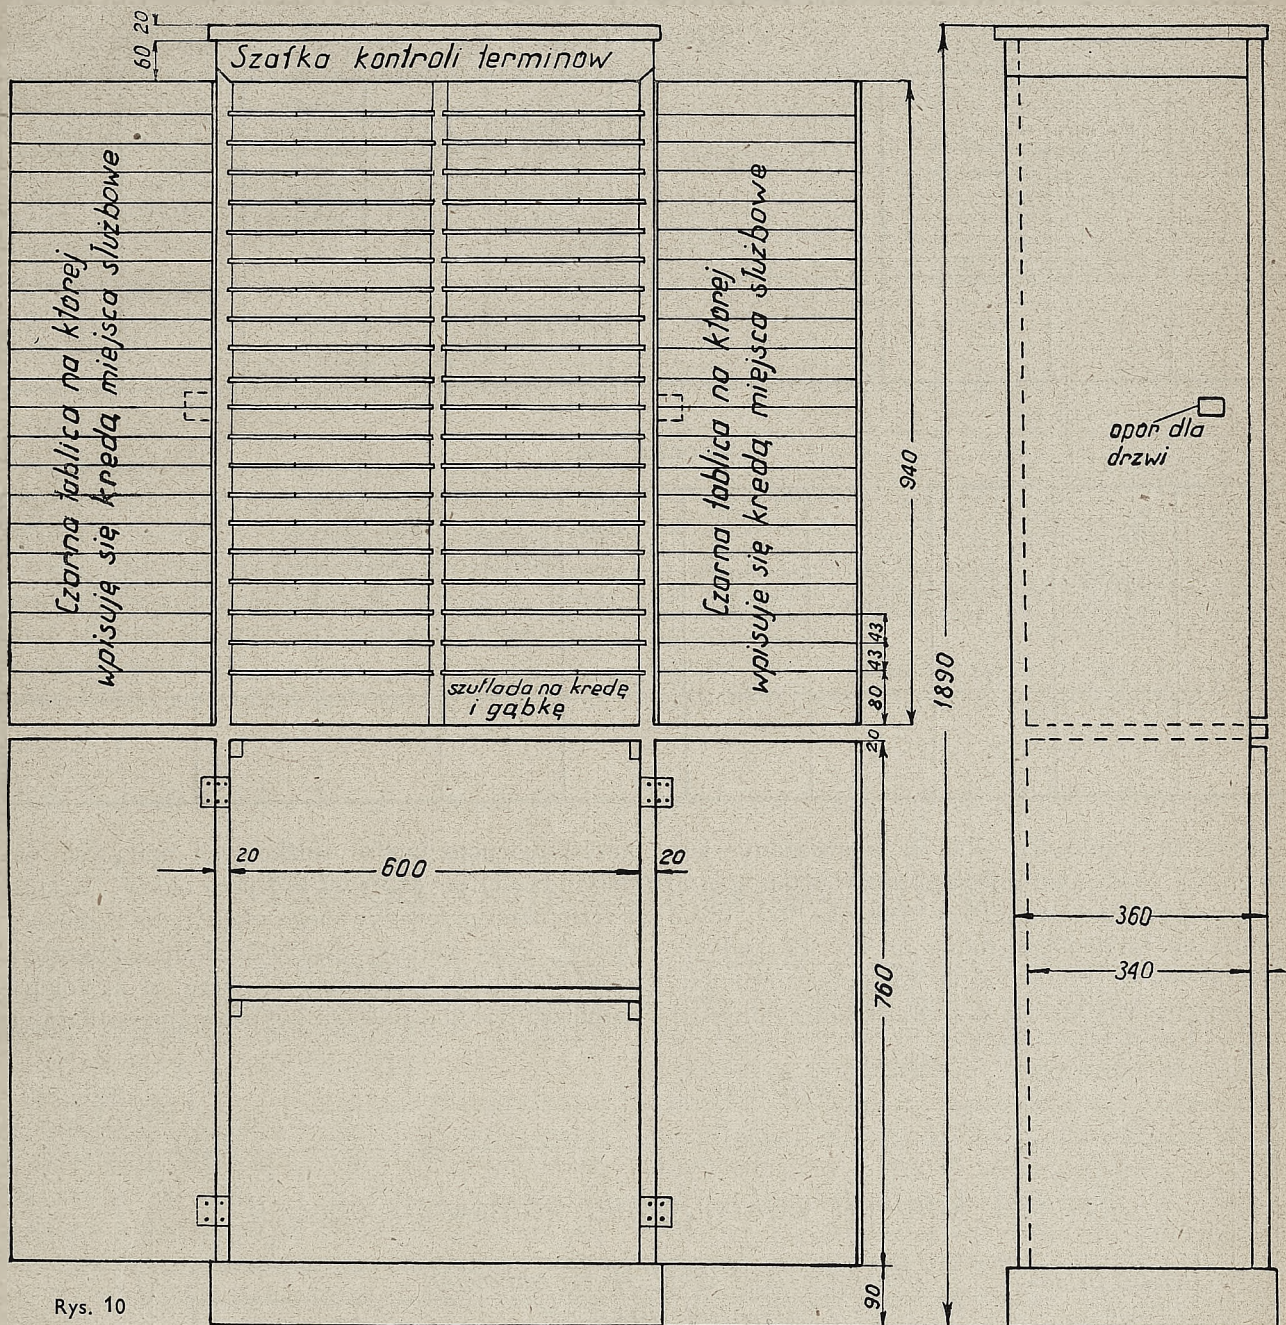 20
60
Szafka kontroli terminów
Czarna tablica na której
wpisuję się kredą miejsca służbowe
Czarna tablica na której
wpisuję się kredą miejsca służbowe
szuflada na kredę
i gąbkę
43
43
80
20
940
1890
opór dla
drzwi
20
600
20
760
360
340
90
Rys. 10